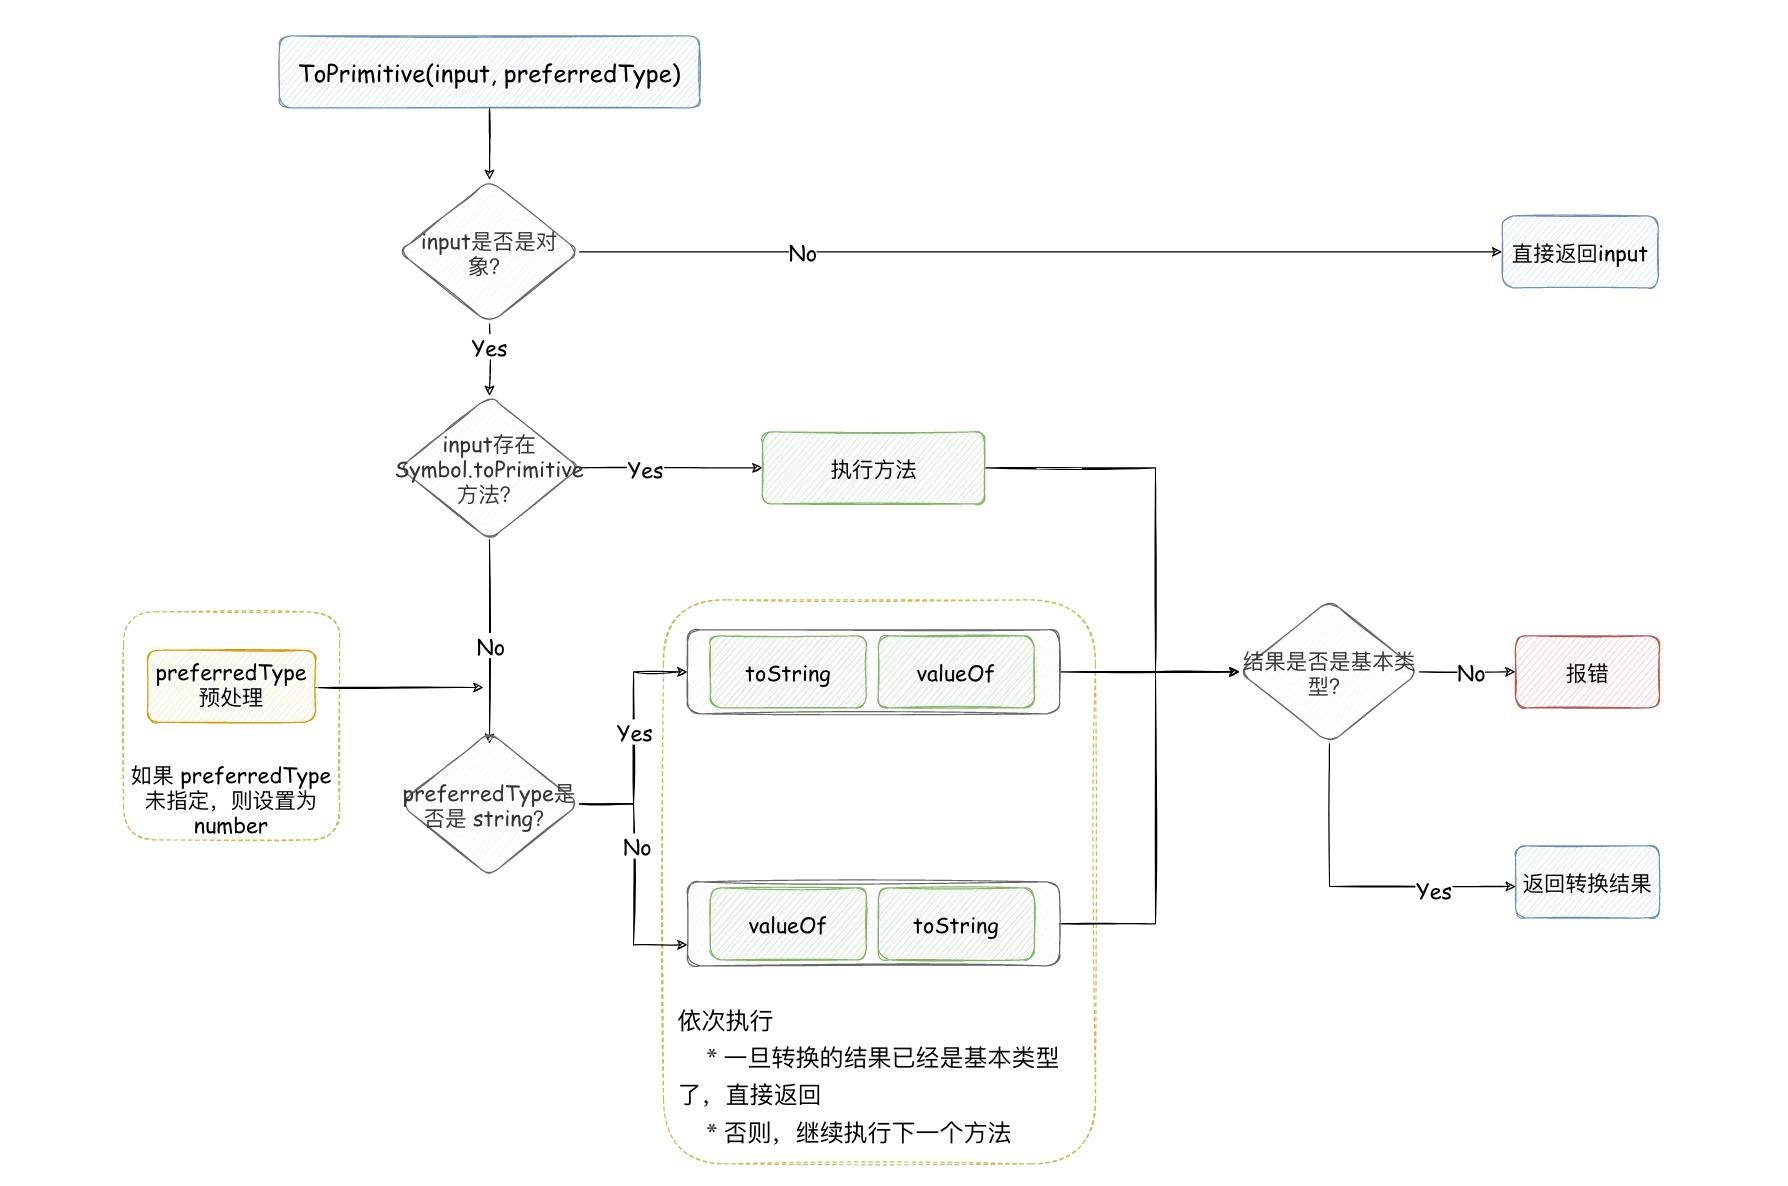 ToPrimitive(input, preferredType)
input是否是对
象?
No
直接返回input
Yes
input存在
Symbol.toPrimitive
方法?
Yes
执行方法
No
preferredType
预处理
如果 preferredType
未指定，则设置为
number
preferredType是
否是 string?
Yes
No
toString
valueOf
valueOf
toString
依次执行
* 一旦转换的结果已经是基本类型
了，直接返回
* 否则，继续执行下一个方法
结果是否是基本类
型?
No
报错
Yes
返回转换结果